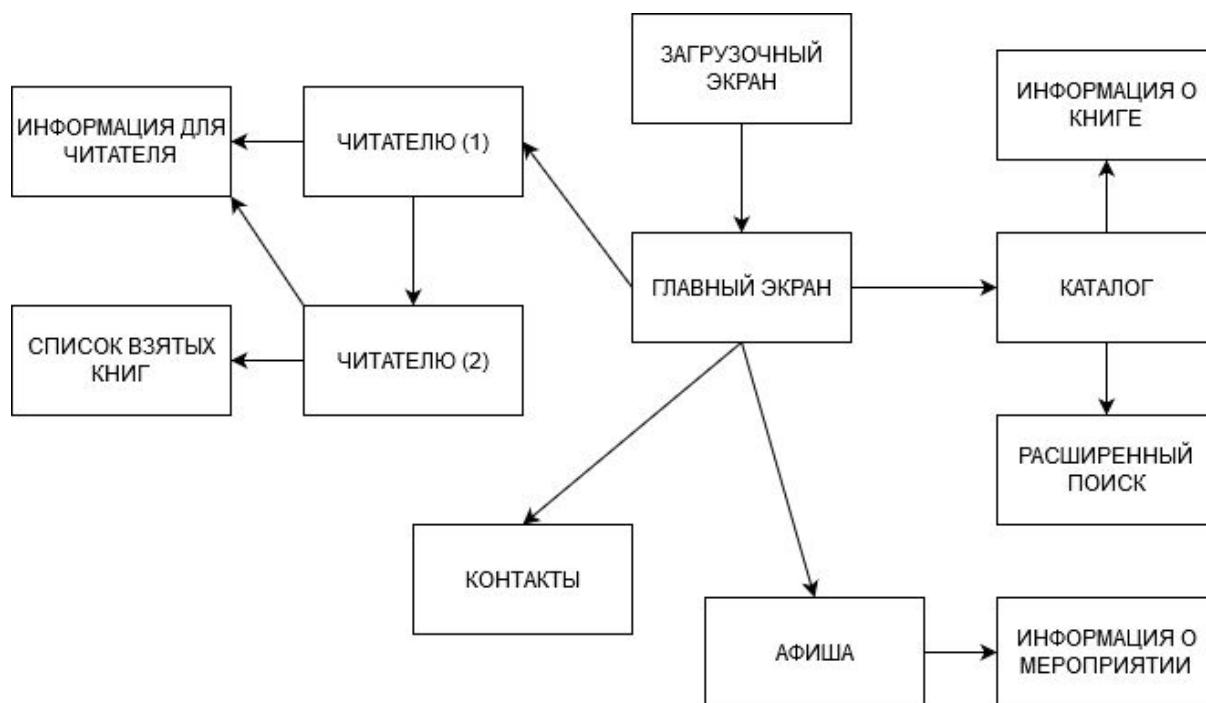 ЗАГРУЗОЧНЫЙ
ЭКРАН
ИНФОРМАЦИЯ О
КНИГЕ
ИНФОРМАЦИЯ ДЛЯ
ЧИТАТЕЛЯ
ЧИТАТЕЛЮ (1)
ГЛАВНЫЙ ЭКРАН
КАТАЛОГ
СПИСОК ВЗЯТЫХ
КНИГ
ЧИТАТЕЛЮ (2)
РАСШИРЕННЫЙ
ПОИСК
КОНТАКТЫ
АФИША
ИНФОРМАЦИЯ О
МЕРОПРИЯТИИ